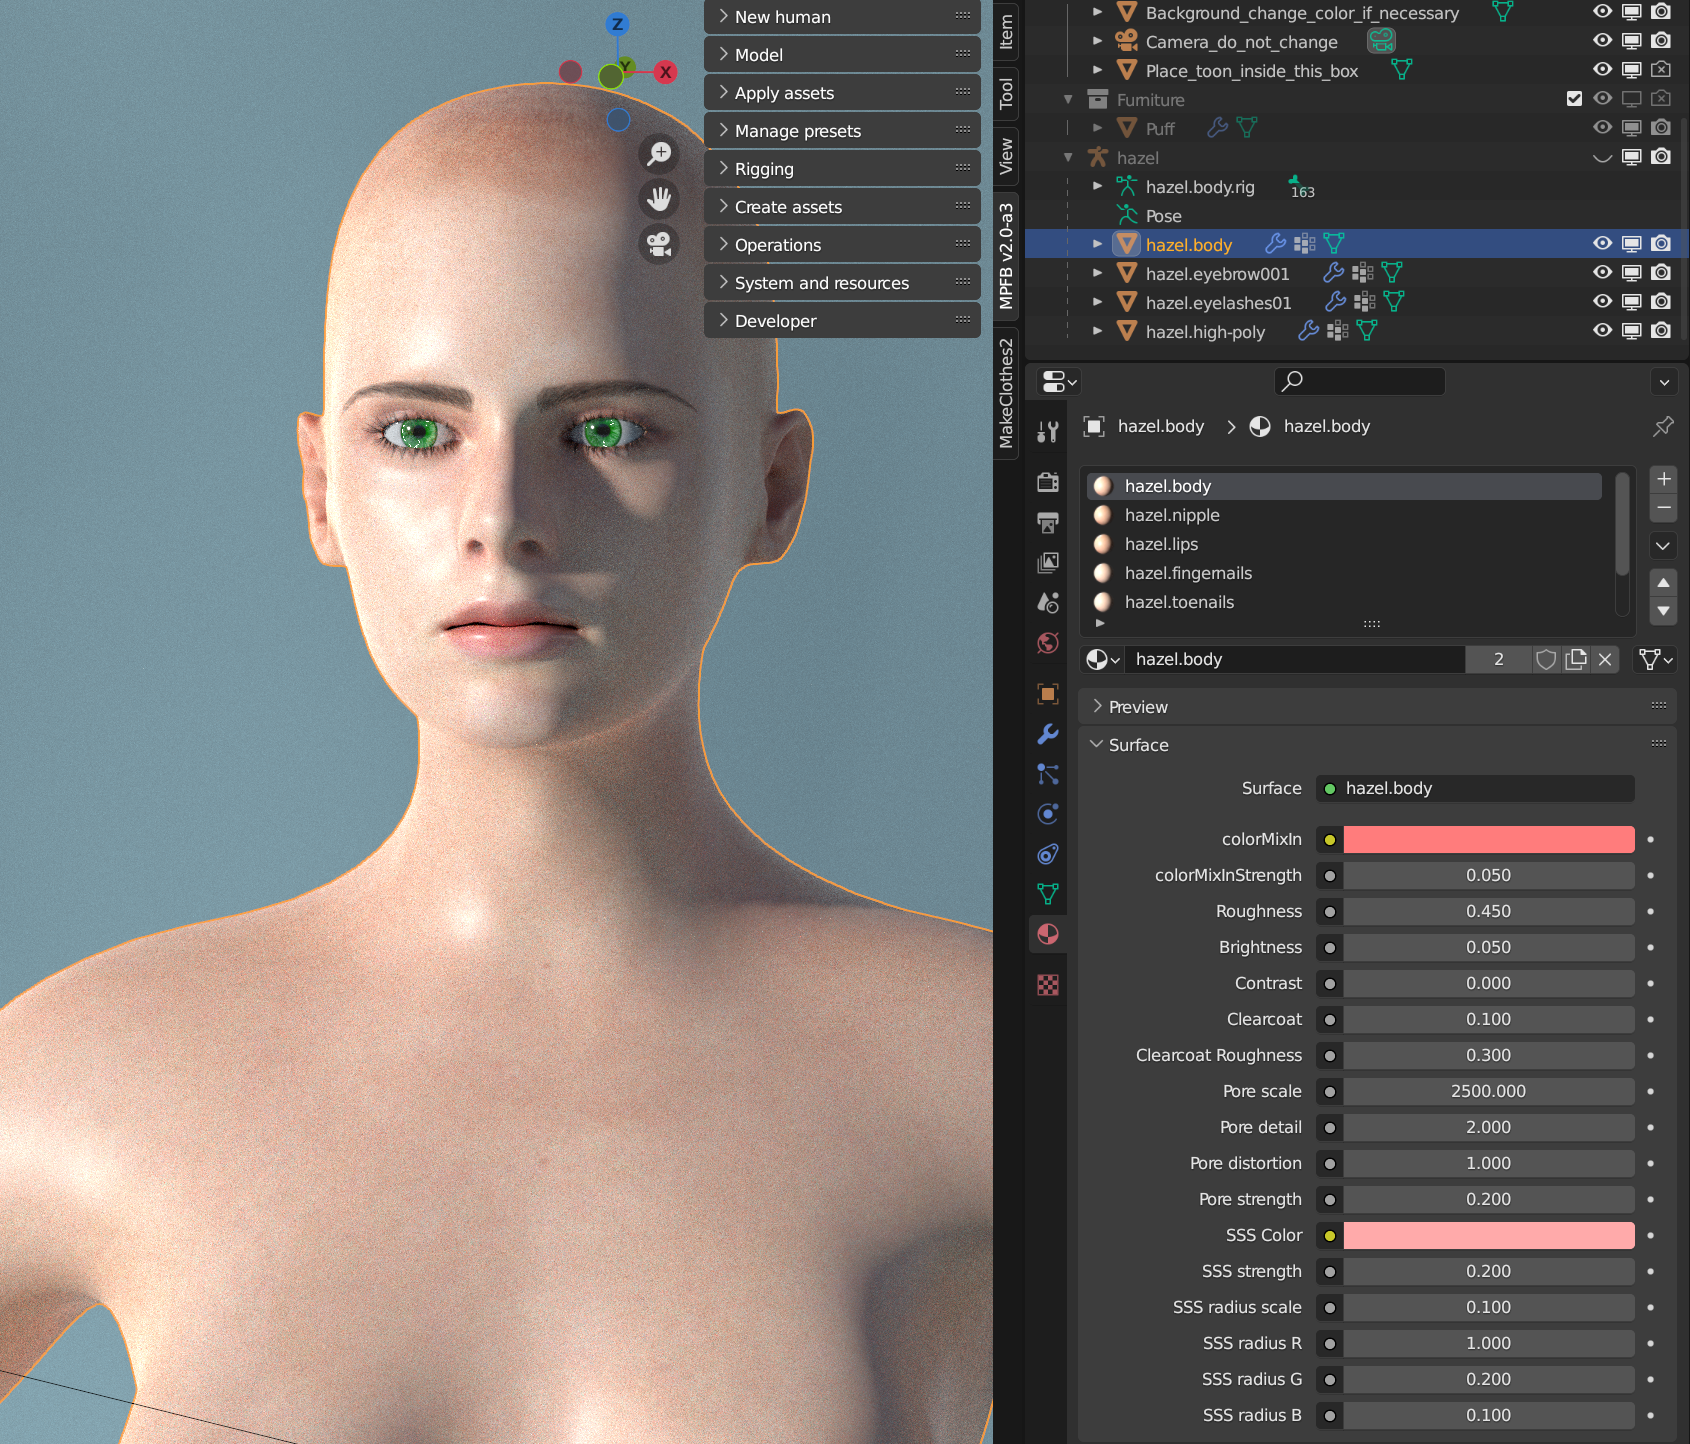 Z
Y
X
New human
Model
Apply assets
Manage presets
Rigging
Create assets
Operations
System and resources
Developer
Item
Tool
View
MPFB v2.0-a3
MakeClothes2
Background_change_color_if_necessary
Camera_do_not_change
Place_toon_inside_this_box
Furniture
Puff
hazel
hazel.body.rig 163
Pose
hazel.body
hazel.eyebrow001
hazel.eyelashes01
hazel.high-poly
hazel.body > hazel.body
hazel.body
hazel.nipple
hazel.lips
hazel.fingernails
hazel.toenails
hazel.body 2
Preview
Surface
Surface hazel.body
colorMixIn
colorMixInStrength 0.050
Roughness 0.450
Brightness 0.050
Contrast 0.000
Clearcoat 0.100
Clearcoat Roughness 0.300
Pore scale 2500.000
Pore detail 2.000
Pore distortion 1.000
Pore strength 0.200
SSS Color
SSS strength 0.200
SSS radius scale 0.100
SSS radius R 1.000
SSS radius G 0.200
SSS radius B 0.100